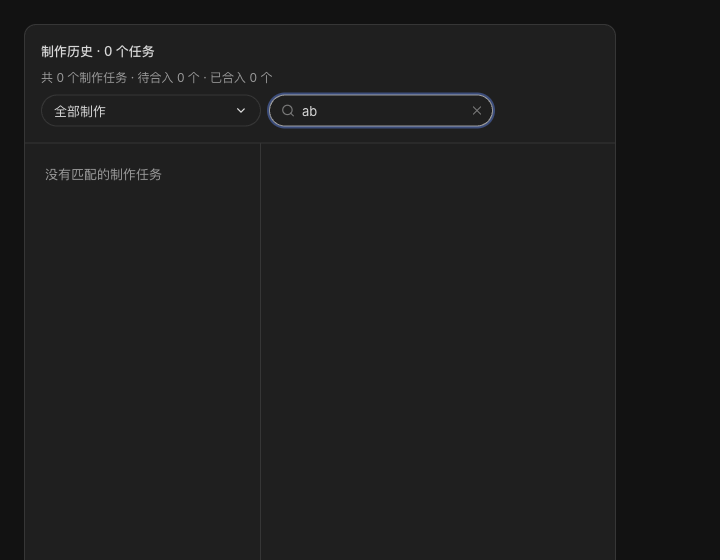 制作历史 · 0 个任务
共 0 个制作任务 · 待合入 0 个 · 已合入 0 个
全部制作
ab
没有匹配的制作任务